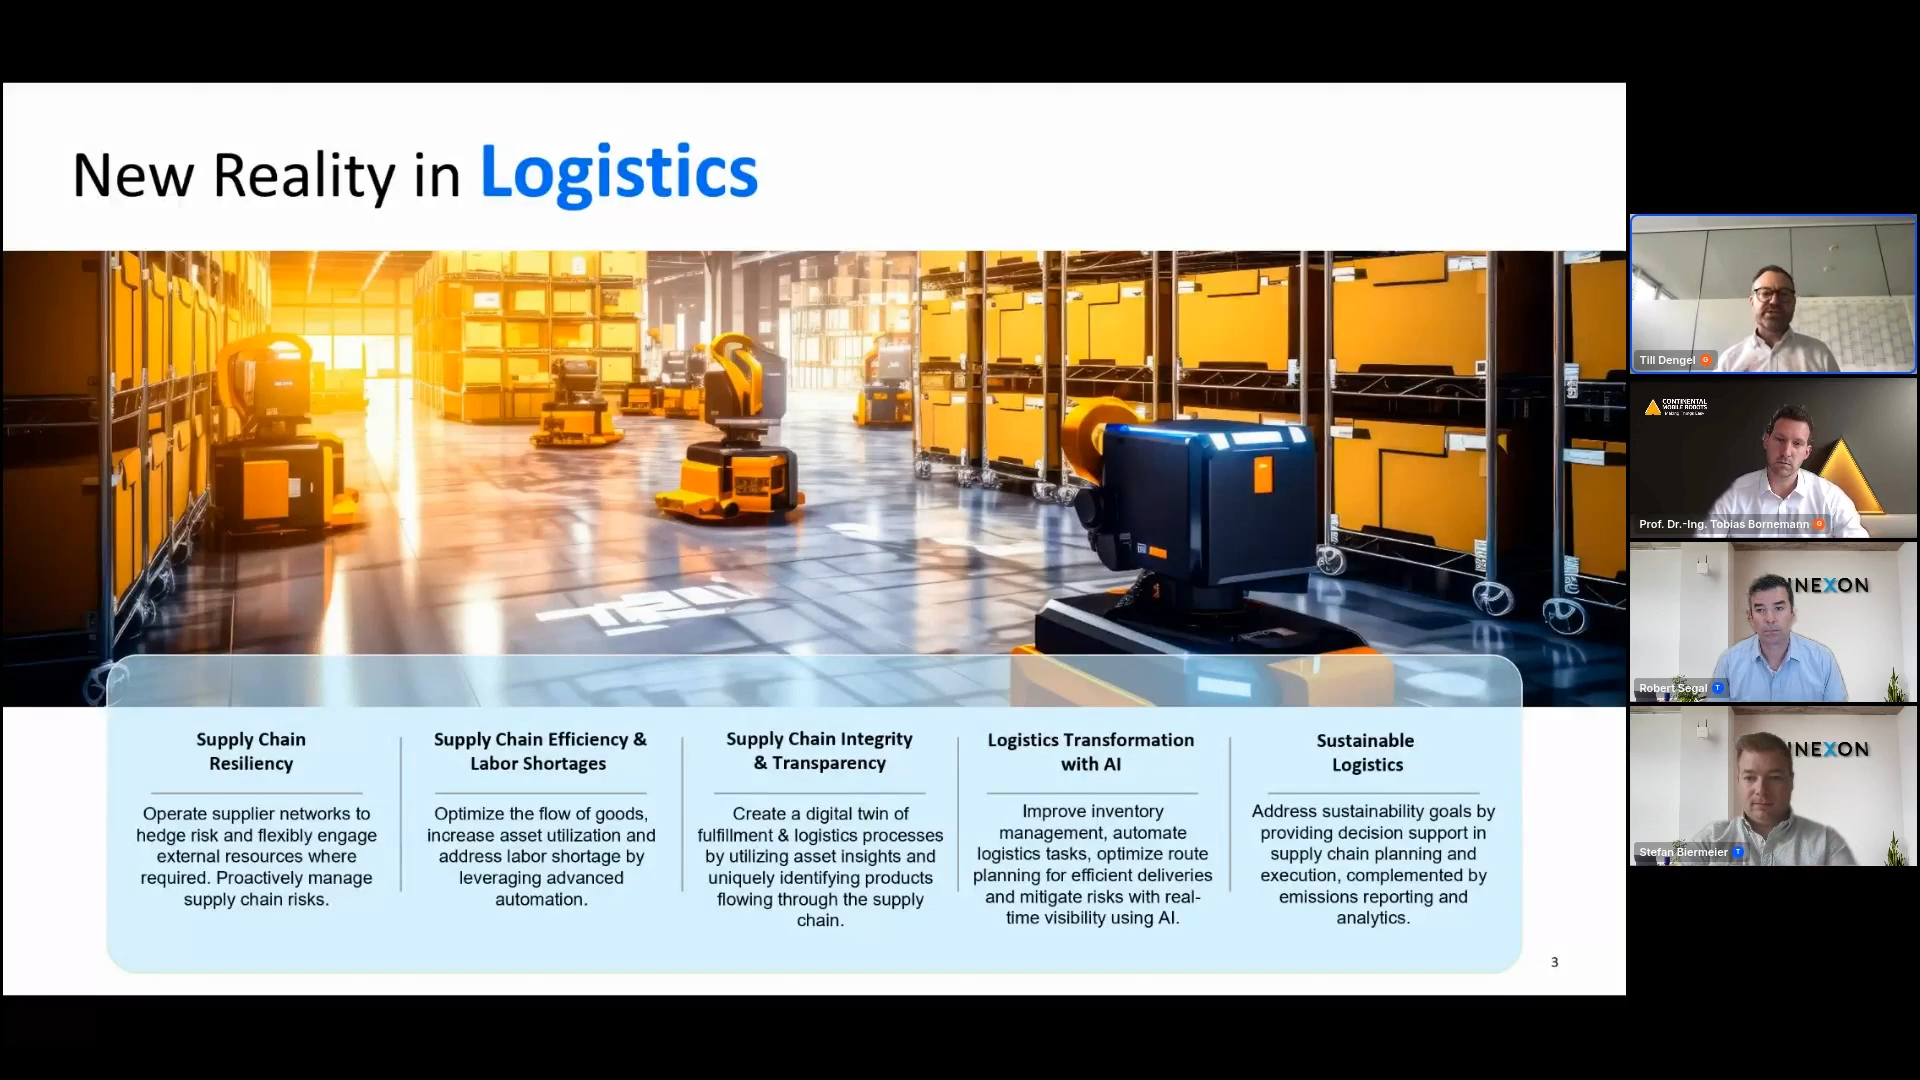 New Reality in Logistics
Supply Chain
Resiliency
Operate supplier networks to
hedge risk and flexibly engage
external resources where
required. Proactively manage
supply chain risks.
Supply Chain Efficiency &
Labor Shortages
Optimize the flow of goods,
increase asset utilization and
address labor shortage by
leveraging advanced
automation.
Supply Chain Integrity
& Transparency
Create a digital twin of
fulfillment & logistics processes
by utilizing asset insights and
uniquely identifying products
flowing through the supply
chain.
Logistics Transformation
with AI
Improve inventory
management, automate
logistics tasks, optimize route
planning for efficient deliveries
and mitigate risks with real-
time visibility using AI.
Sustainable
Logistics
Address sustainability goals by
providing decision support in
supply chain planning and
execution, complemented by
emissions reporting and
analytics.
3
Till Dengel G
CONTINENTAL
MOBILE ROBOTS
Prof. Dr.-Ing. Tobias Bornemann G
INEXON
Robert Segal T
INEXON
Stefan Biermeier T